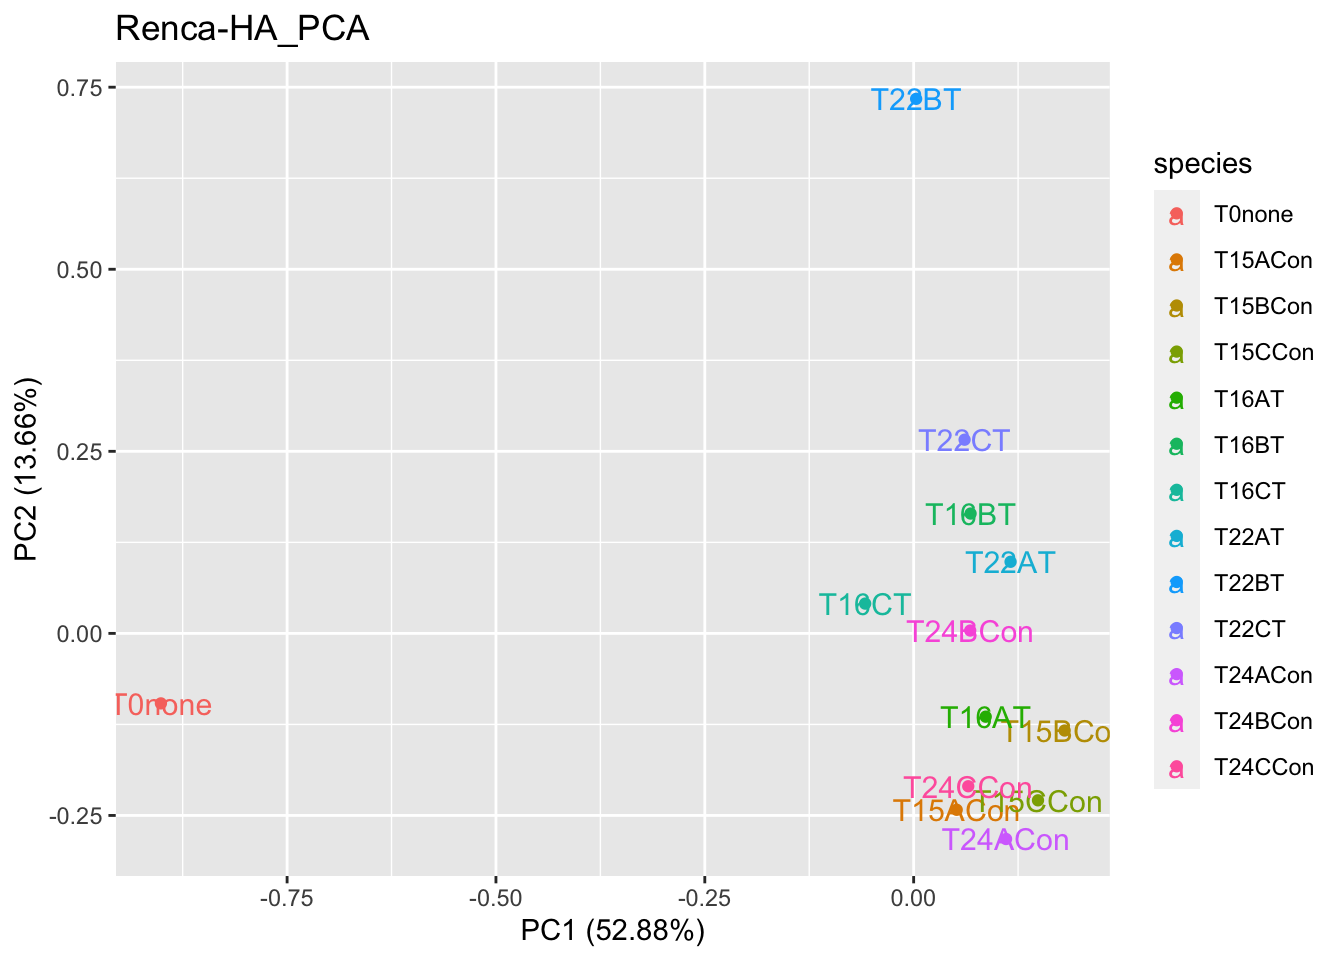 Renca-HA_PCA
0.75
0.50
0.25
0.00
-0.25
PC2 (13.66%)
T22BT
T22CT
T16BT
T22AT
T16CT
T24BCon
T0none
T16AT
T15BCo
T24CCon
T15CCon
T15ACon
T24ACon
-0.75
-0.50
-0.25
0.00
PC1 (52.88%)
species
a T0none
a T15ACon
a T15BCon
a T15CCon
a T16AT
a T16BT
a T16CT
a T22AT
a T22BT
a T22CT
a T24ACon
a T24BCon
a T24CCon